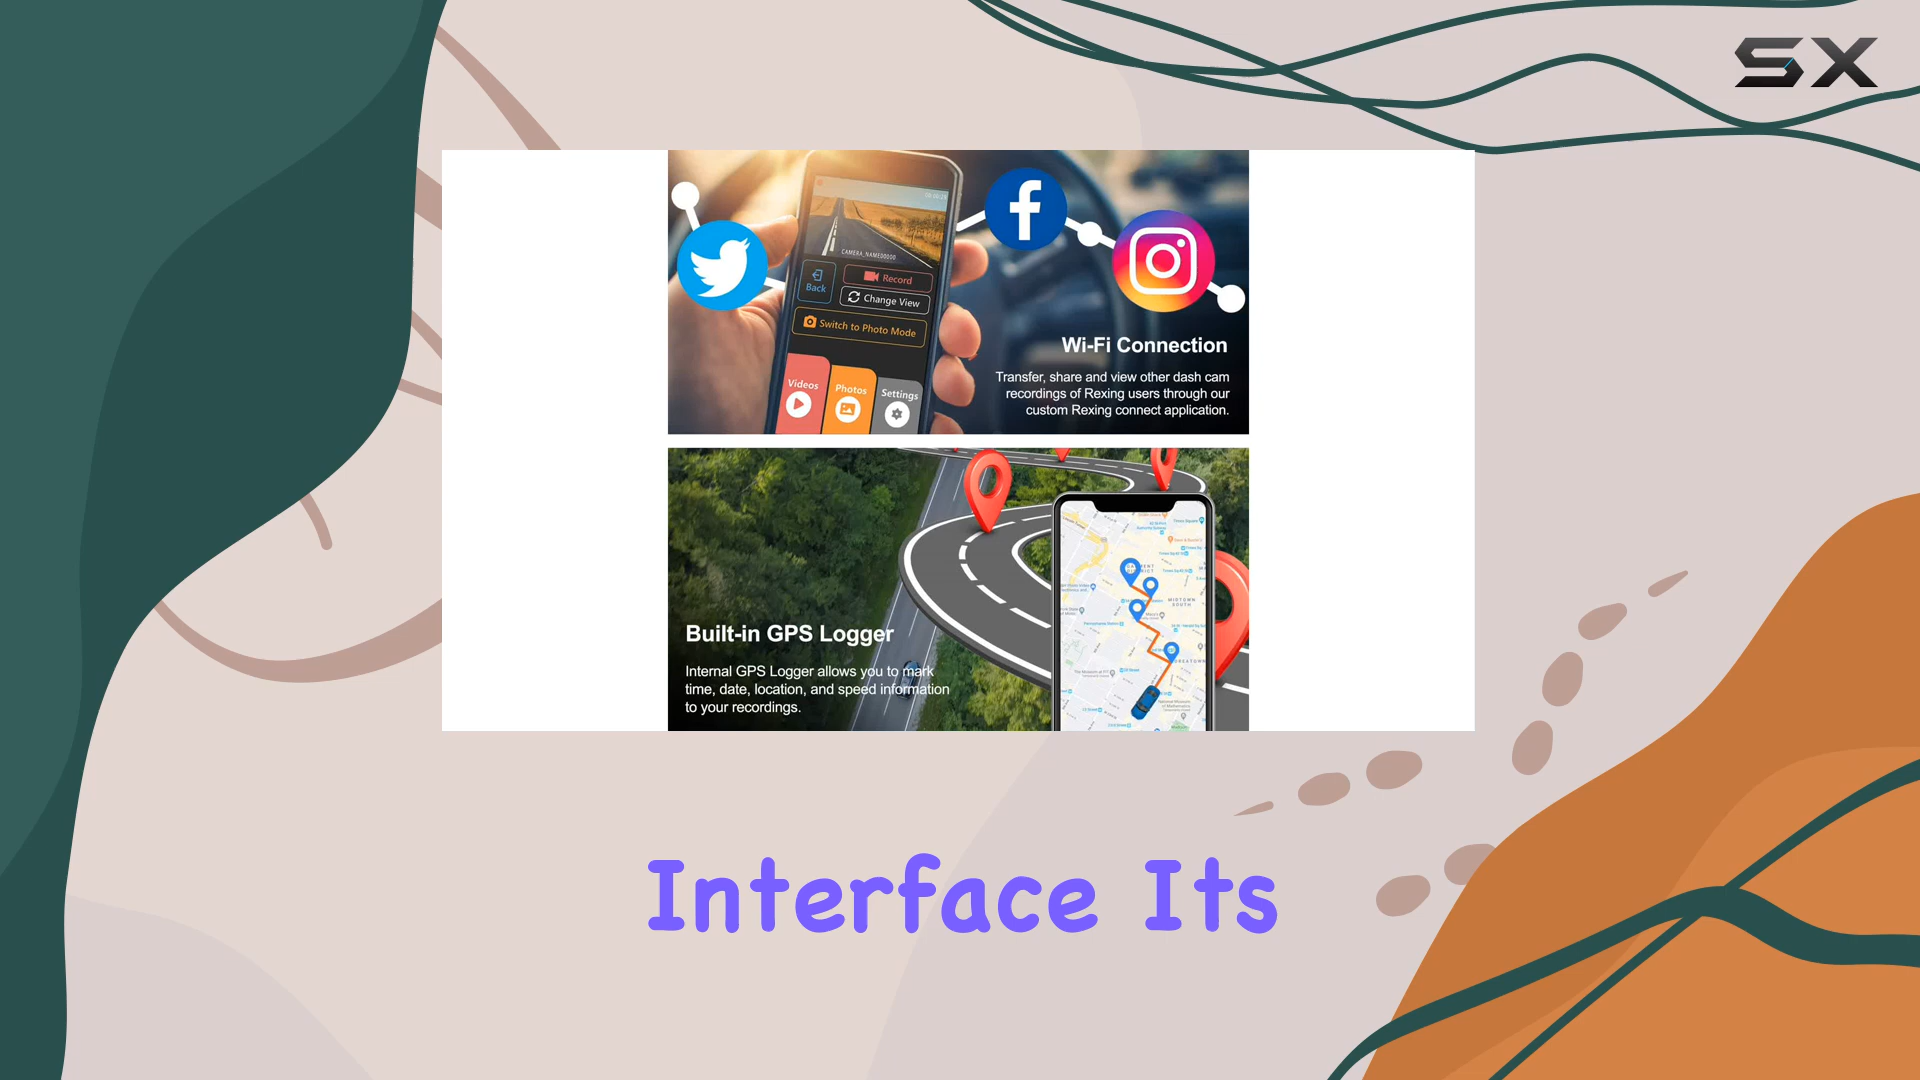 SX
CAMERA_NAME00000
Back
Record
Change View
Switch to Photo Mode
Videos
Photos
Settings
Wi-Fi Connection
Transfer, share and view other dash cam
recordings of Rexing users through our
custom Rexing connect application.
Built-in GPS Logger
Internal GPS Logger allows you to mark
time, date, location, and speed information
to your recordings.
MIDTOWN
SOUTH
Interface Its